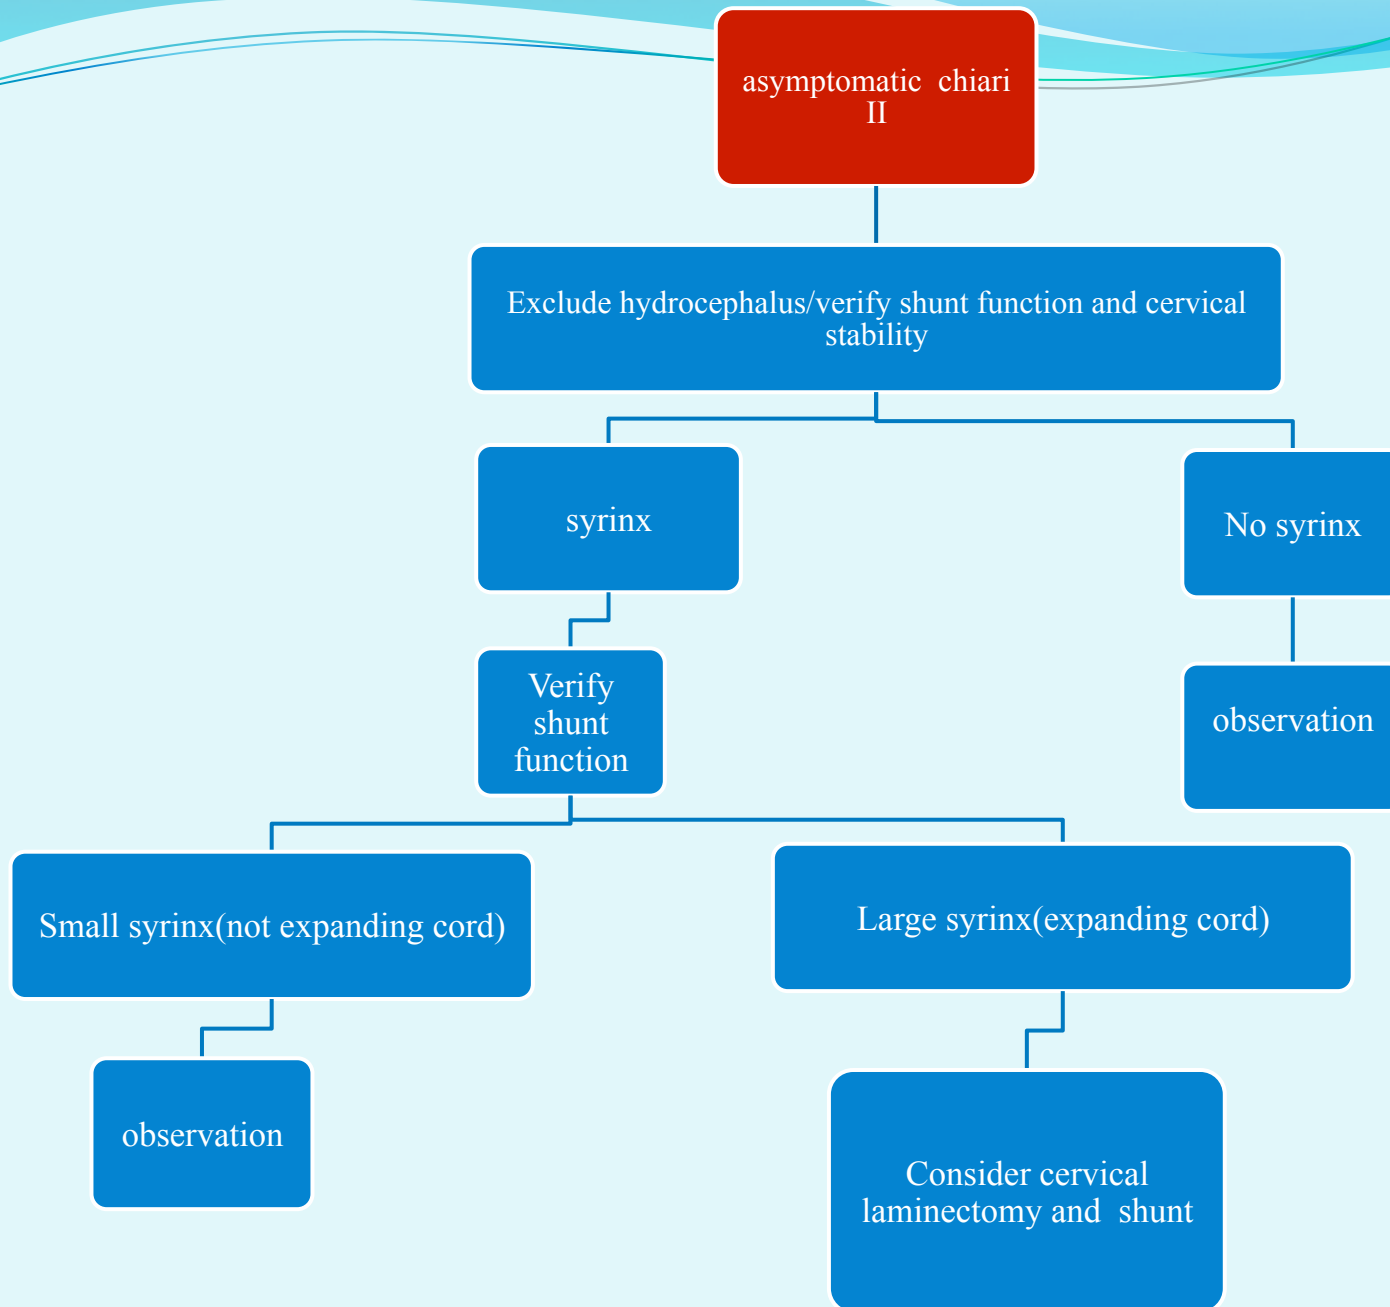 asymptomatic  chiari
II
Exclude hydrocephalus/verify shunt function and cervical
stability
syrinx
No syrinx
Verify
shunt
function
observation
Small syrinx(not expanding cord)
Large syrinx(expanding cord)
observation
Consider cervical
laminectomy and  shunt